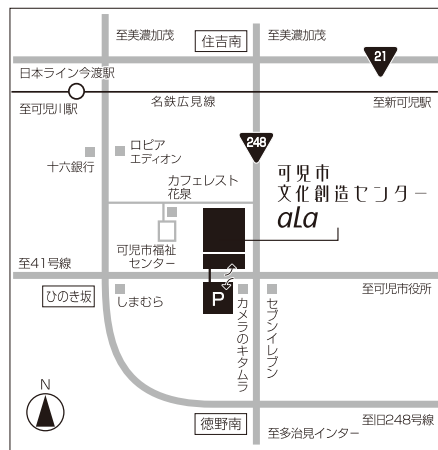 至美濃加茂
住吉南
至美濃加茂
21
日本ライン今渡駅
名鉄広見線
至可児川駅
至新可児駅
ロピア
エディオン
十六銀行
248
カフェレスト
花泉
可児市
文化創造センター
aLa
可児市福祉
センター
至41号線
至可児市役所
ひのき坂
しまむら
P
カメラのキタムラ
セブンイレブン
N
徳野南
至旧248号線
至多治見インター